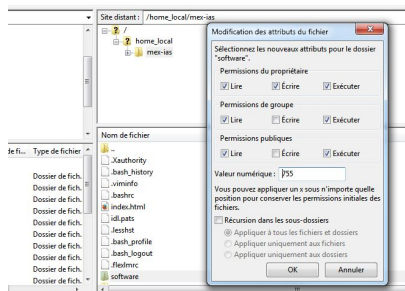 Site distant : /home_local/mex-ias
/
home_local
mex-ias
Nom de fichier
..
.Xauthority
.bash_history
.viminfo
.bashrc
index.html
idl.pats
.lesshst
.bash_profile
.bash_logout
.flexlmrc
software
le fi... Type de fichier
Dossier de fich.
Dossier de fich.
Dossier de fich.
Dossier de fich.
Dossier de fich.
Dossier de fich.
Dossier de fich.
Dossier de fich.
Dossier de fich.
Modification des attributs du fichier
Sélectionnez les nouveaux attributs pour le dossier
"software".
Permissions du propriétaire
Lire Écrire Exécuter
Permissions de groupe
Lire Écrire Exécuter
Permissions publiques
Lire Écrire Exécuter
Valeur numérique : 755
Vous pouvez appliquer un x sous n'importe quelle
position pour conserver les permissions initiales des
fichiers.
Récursion dans les sous-dossiers
Appliquer à tous les fichiers et dossiers
Appliquer uniquement aux fichiers
Appliquer uniquement aux dossiers
OK Annuler